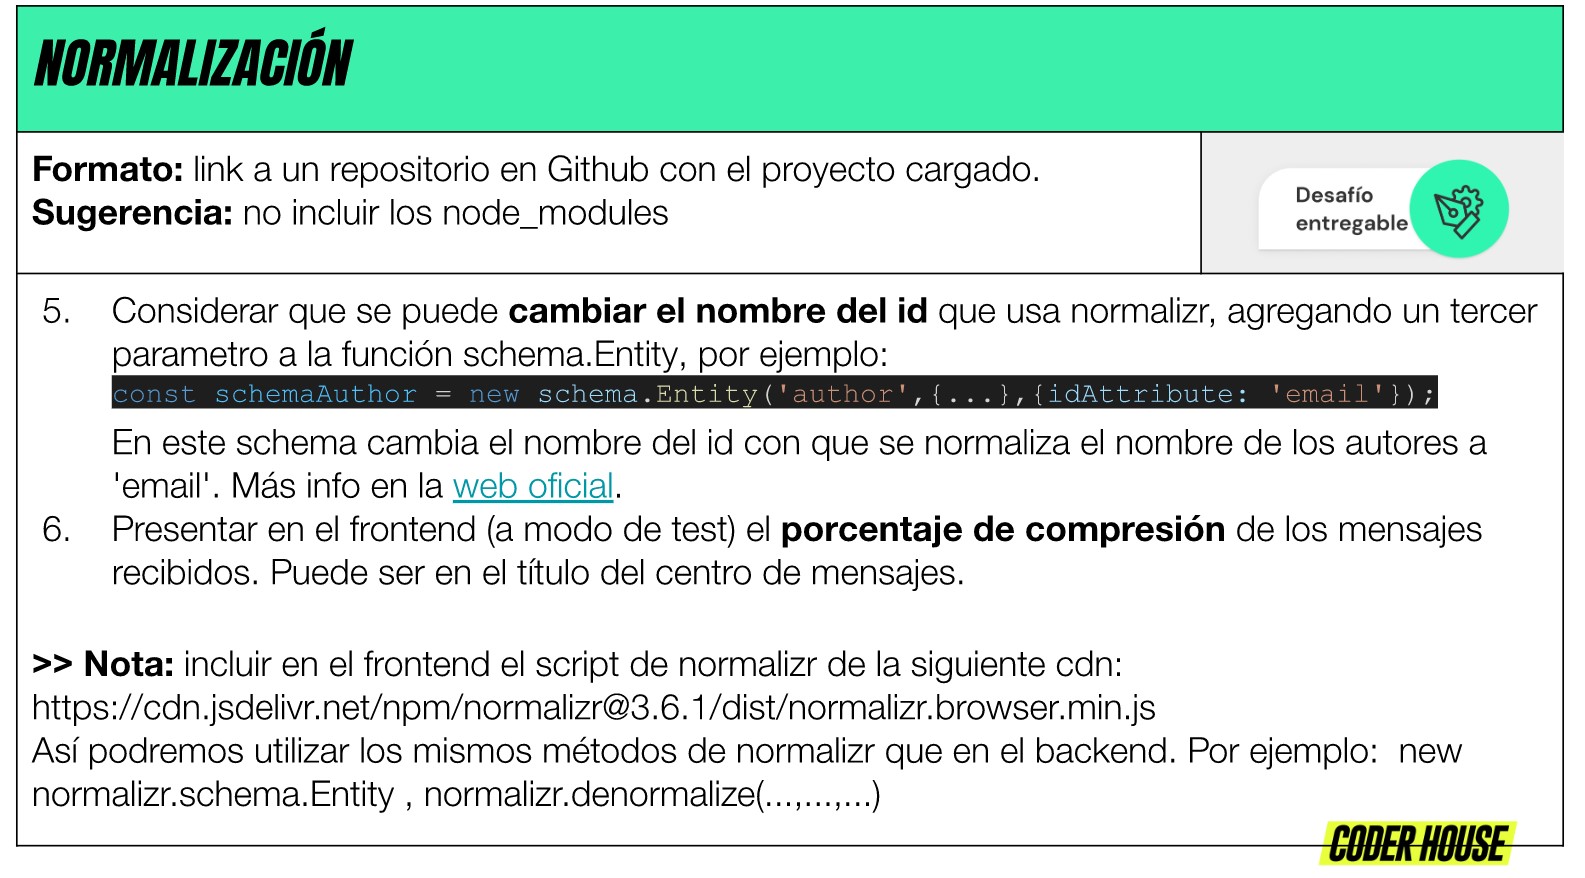 NORMALIZACIÓN
Formato: link a un repositorio en Github con el proyecto cargado.
Sugerencia: no incluir los node_modules
Desafío
entregable
5. Considerar que se puede cambiar el nombre del id que usa normalizr, agregando un tercer
parametro a la función schema.Entity, por ejemplo:
const schemaAuthor = new schema.Entity('author',{...},{idAttribute: 'email'});
En este schema cambia el nombre del id con que se normaliza el nombre de los autores a
'email'. Más info en la web oficial.
6. Presentar en el frontend (a modo de test) el porcentaje de compresión de los mensajes
recibidos. Puede ser en el título del centro de mensajes.
>> Nota: incluir en el frontend el script de normalizr de la siguiente cdn:
https://cdn.jsdelivr.net/npm/normalizr@3.6.1/dist/normalizr.browser.min.js
Así podremos utilizar los mismos métodos de normalizr que en el backend. Por ejemplo:  new
normalizr.schema.Entity , normalizr.denormalize(...,...,...)
CODER HOUSE